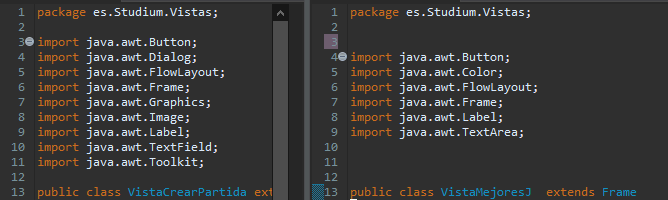 1 package es.Studium.Vistas;
2
3 import java.awt.Button;
4 import java.awt.Dialog;
5 import java.awt.FlowLayout;
6 import java.awt.Frame;
7 import java.awt.Graphics;
8 import java.awt.Image;
9 import java.awt.Label;
10 import java.awt.TextField;
11 import java.awt.Toolkit;
12
13 public class VistaCrearPartida ext
1 package es.Studium.Vistas;
2
3
4 import java.awt.Button;
5 import java.awt.Color;
6 import java.awt.FlowLayout;
7 import java.awt.Frame;
8 import java.awt.Label;
9 import java.awt.TextArea;
13 public class VistaMejoresJ extends Frame